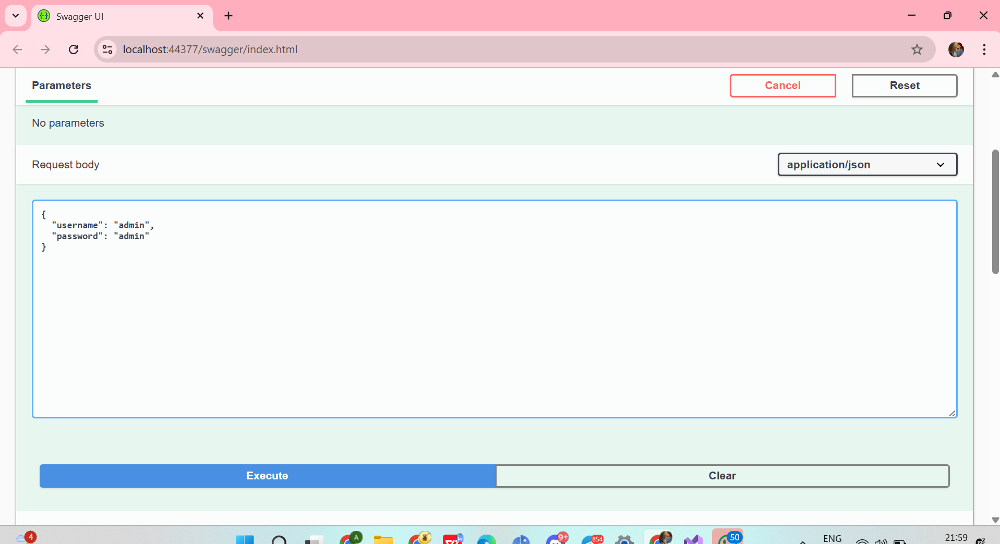 Swagger UI
localhost:44377/swagger/index.html
Parameters
Cancel
Reset
No parameters
Request body
application/json
{
  "username": "admin",
  "password": "admin"
}
Execute
Clear
4
A
W
9+
854
50
ENG
21:59